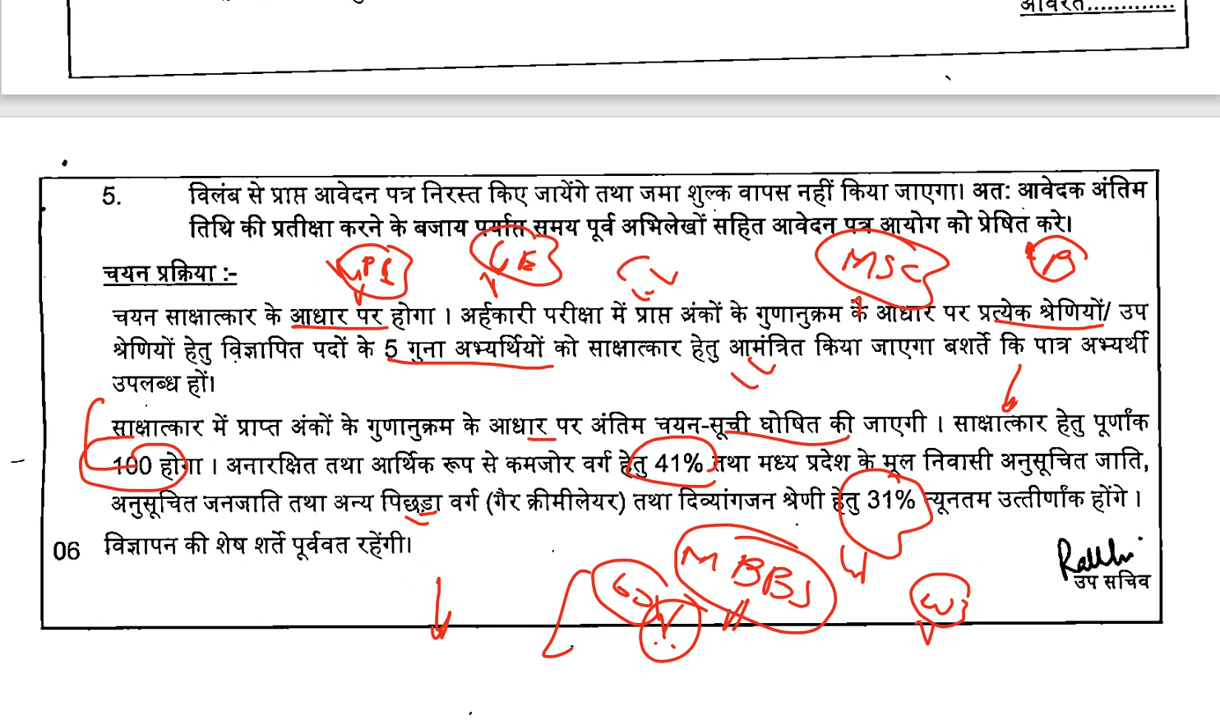 5. विलंब से प्राप्त आवेदन पत्र निरस्त किए जायेंगे तथा जमा शुल्क वापस नहीं किया जाएगा। अत: आवेदक अंतिम
तिथि की प्रतीक्षा करने के बजाय पर्याप्त समय पूर्व अभिलेखों सहित आवेदन पत्र आयोग को प्रेषित करे।
चयन प्रक्रिया :-
MSC
B
चयन साक्षात्कार के आधार पर होगा । अर्हकारी परीक्षा में प्राप्त अंकों के गुणानुक्रम के आधार पर प्रत्येक श्रेणियों/ उप
श्रेणियों हेतु विज्ञापित पदों के 5 गुना अभ्यर्थियों को साक्षात्कार हेतु आमंत्रित किया जाएगा बशर्ते कि पात्र अभ्यर्थी
उपलब्ध हों।
साक्षात्कार में प्राप्त अंकों के गुणानुक्रम के आधार पर अंतिम चयन-सूची घोषित की जाएगी । साक्षात्कार हेतु पूर्णांक
100 होगा । अनारक्षित तथा आर्थिक रूप से कमजोर वर्ग हेतु 41% तथा मध्य प्रदेश के मूल निवासी अनुसूचित जाति,
अनुसूचित जनजाति तथा अन्य पिछड़ा वर्ग (गैर क्रीमीलेयर) तथा दिव्यांगजन श्रेणी हेतु 31% न्यूनतम उत्तीर्णांक होंगे ।
06 विज्ञापन की शेष शर्ते पूर्ववत रहेंगी।
MBBS
उप सचिव